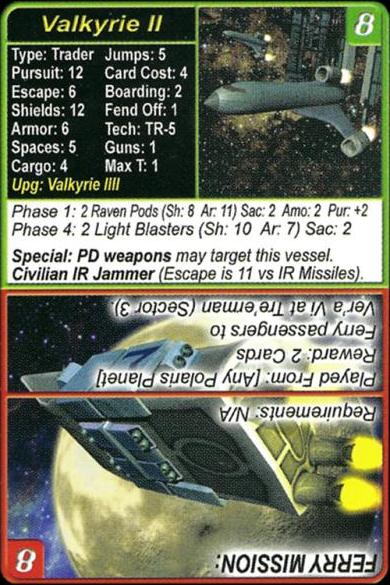 Valkyrie II
8
Type: Trader Jumps: 5
Pursuit: 12 Card Cost: 4
Escape: 6 Boarding: 2
Shields: 12 Fend Off: 1
Armor: 6 Tech: TR-5
Spaces: 5 Guns: 1
Cargo: 4 Max T: 1
Upg: Valkyrie IIII
Phase 1: 2 Raven Pods (Sh: 8 Ar: 11) Sac: 2 Amo: 2 Pur: +2
Phase 4: 2 Light Blasters (Sh: 10 Ar: 7) Sac: 2
Special: PD weapons may target this vessel.
Civilian IR Jammer (Escape is 11 vs IR Missiles).
FERRY MISSION:
8
Requirements: N/A
Played From: [Any Polaris Planet]
Reward: 2 Cards
Ferry passengers to
Ver'a Vi at Tre'erman (Sector 3)